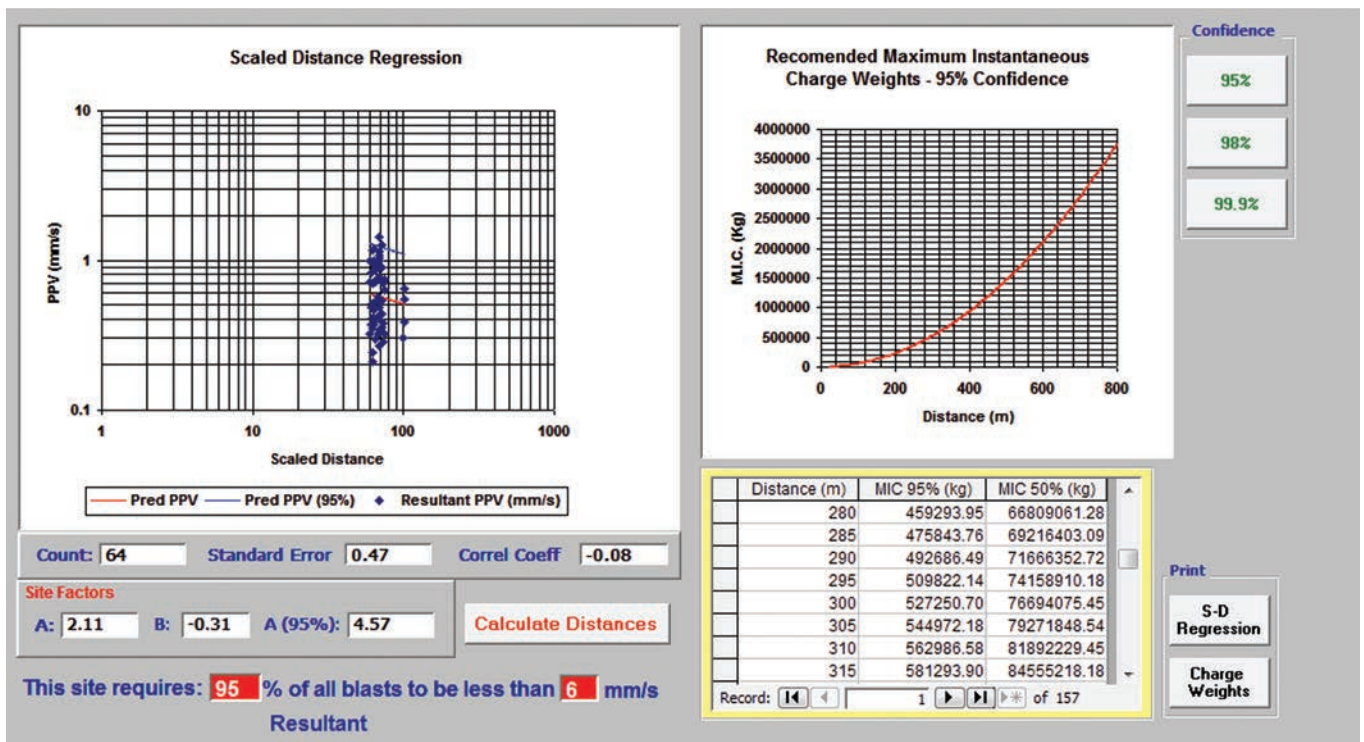 Scaled Distance Regression
10
1
0.1
PPV (mm/s)
1 10 100 1000
Scaled Distance
Pred PPV Pred PPV (95%) Resultant PPV (mm/s)
Count: 64 Standard Error 0.47 Correl Coeff -0.08
Site Factors
A: 2.11 B: -0.31 A (95%): 4.57
Calculate Distances
This site requires: 95 % of all blasts to be less than 6 mm/s
Resultant
Recomended Maximum Instantaneous
Charge Weights - 95% Confidence
4000000
3500000
3000000
2500000
2000000
1500000
1000000
500000
0
M.I.C. (Kg)
0 200 400 600 800
Distance (m)
Confidence
95%
98%
99.9%
Distance (m) MIC 95% (kg) MIC 50% (kg)
280 459293.95 66809061.28
285 475843.76 69216403.09
290 492686.49 71666352.72
295 509822.14 74158910.18
300 527250.70 76694075.45
305 544972.18 79271848.54
310 562986.58 81892229.45
315 581293.90 84555218.18
Record: 1 of 157
Print
S-D
Regression
Charge
Weights